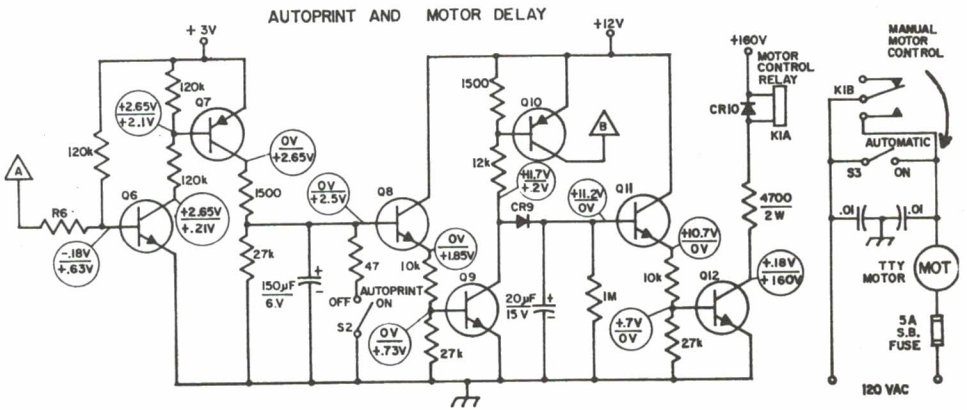 AUTOPRINT AND MOTOR DELAY
+3V
120k
Q7
+2.65V
+2.1V
120k
120k
A
R6
Q6
-.18V
+.63V
+2.65V
+.21V
0V
+2.65V
1500
27k
150µF
6V
0V
+2.5V
47
OFF
AUTOPRINT
ON
S2
Q8
10k
0V
+1.85V
Q9
0V
+.73V
27k
+12V
1500
Q10
B
12k
+11.7V
+.2V
CR9
20µF
15V
+11.2V
0V
1M
Q11
+10.7V
0V
10k
Q12
+.7V
0V
27k
+160V
MOTOR
CONTROL
RELAY
CR10
K1A
4700
2W
+.18V
+160V
MANUAL
MOTOR
CONTROL
K1B
AUTOMATIC
S3
ON
.01
.01
TTY
MOTOR
MOT
5A
S.B.
FUSE
120 VAC